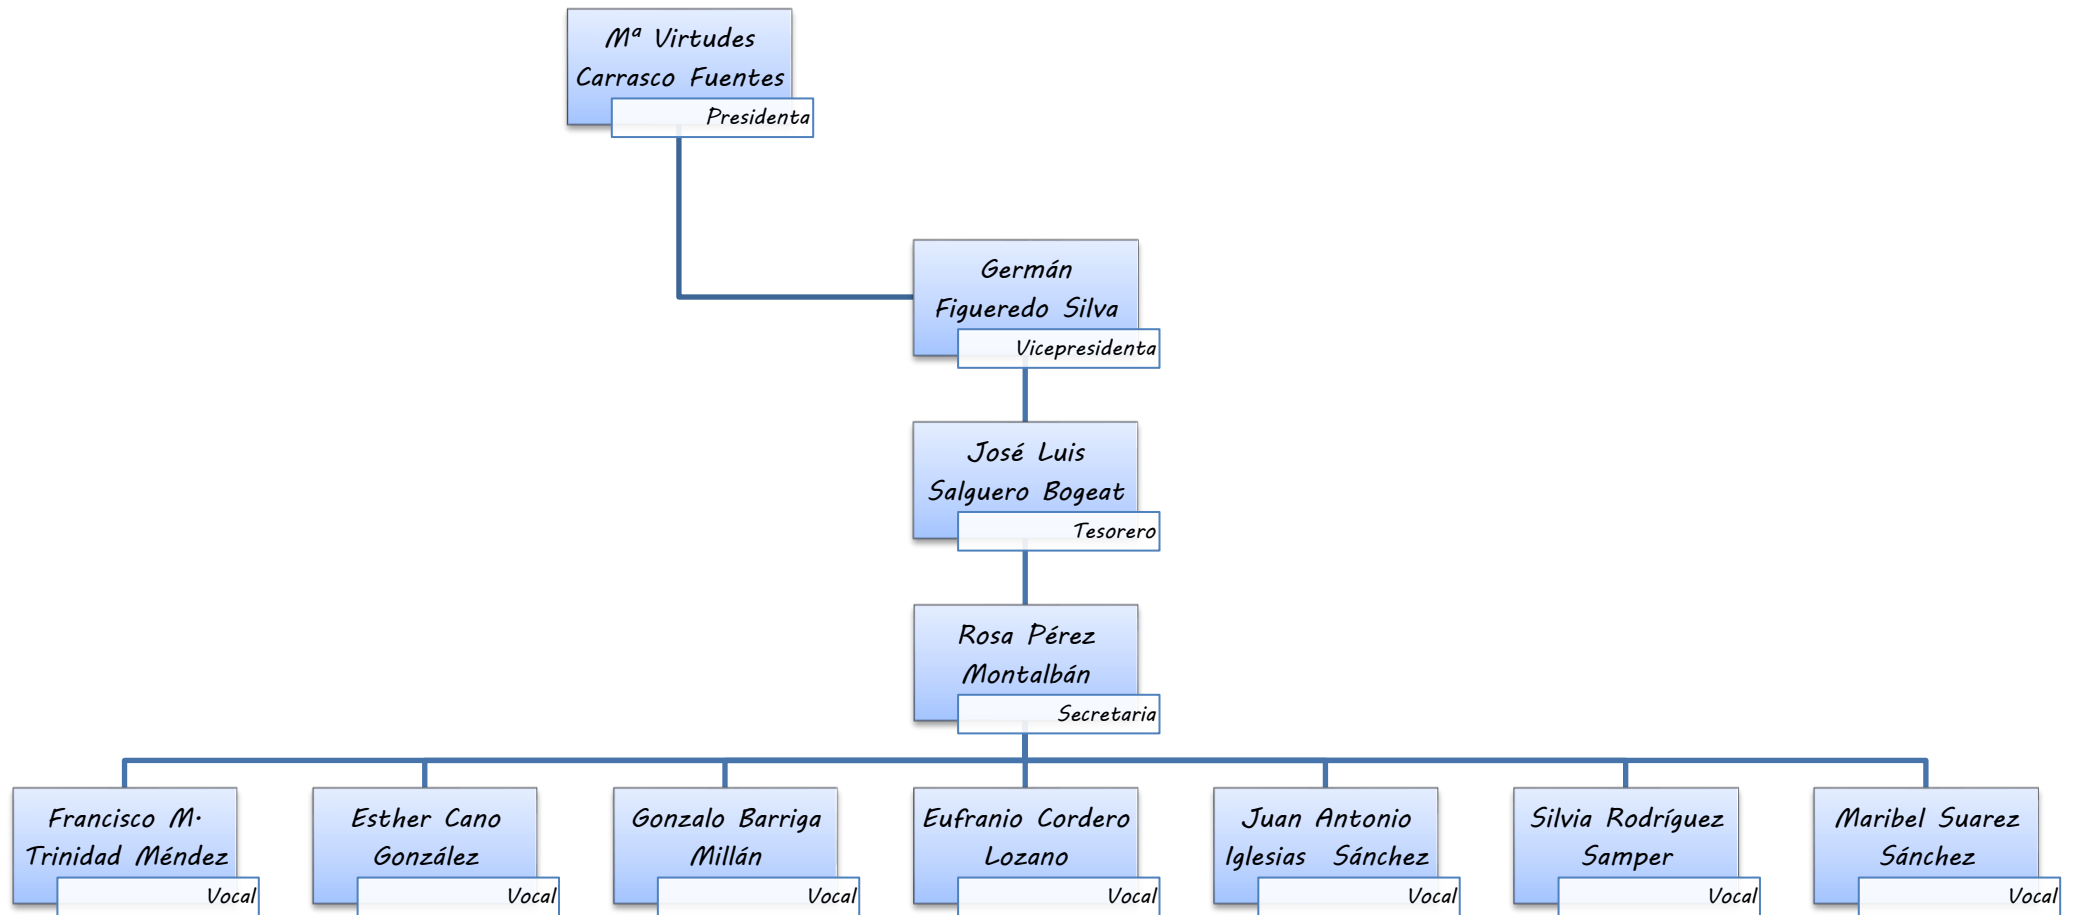 Mª Virtudes
Carrasco Fuentes
Presidenta
Germán
Figueredo Silva
Vicepresidenta
José Luis
Salguero Bogeat
Tesorero
Rosa Pérez
Montalbán
Secretaria
Francisco M.
Trinidad Méndez
Vocal
Esther Cano
González
Vocal
Gonzalo Barriga
Millán
Vocal
Eufranio Cordero
Lozano
Vocal
Juan Antonio
Iglesias Sánchez
Vocal
Silvia Rodríguez
Samper
Vocal
Maribel Suarez
Sánchez
Vocal